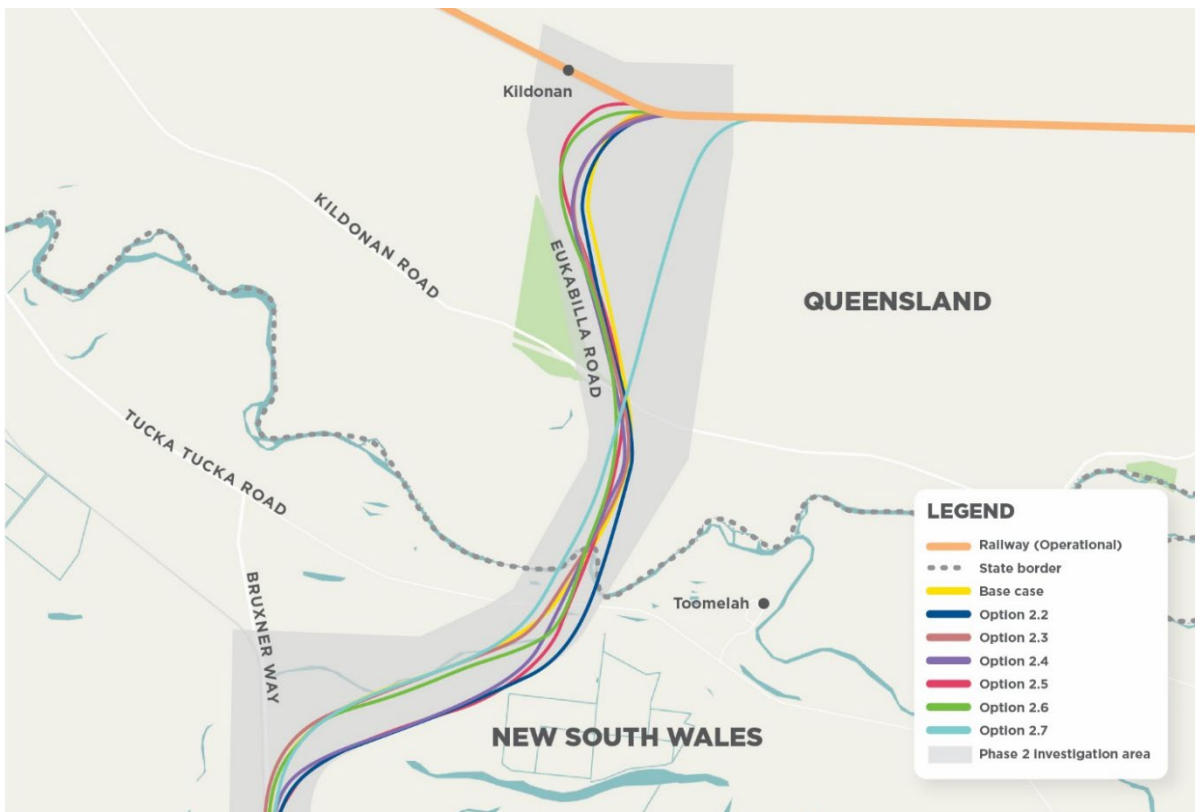 Kildonan
KILDONAN ROAD
EUKABILLA ROAD
QUEENSLAND
TUCKA TUCKA ROAD
BRUXNER WAY
Toomelah
NEW SOUTH WALES
LEGEND
Railway (Operational)
State border
Base case
Option 2.2
Option 2.3
Option 2.4
Option 2.5
Option 2.6
Option 2.7
Phase 2 Investigation area